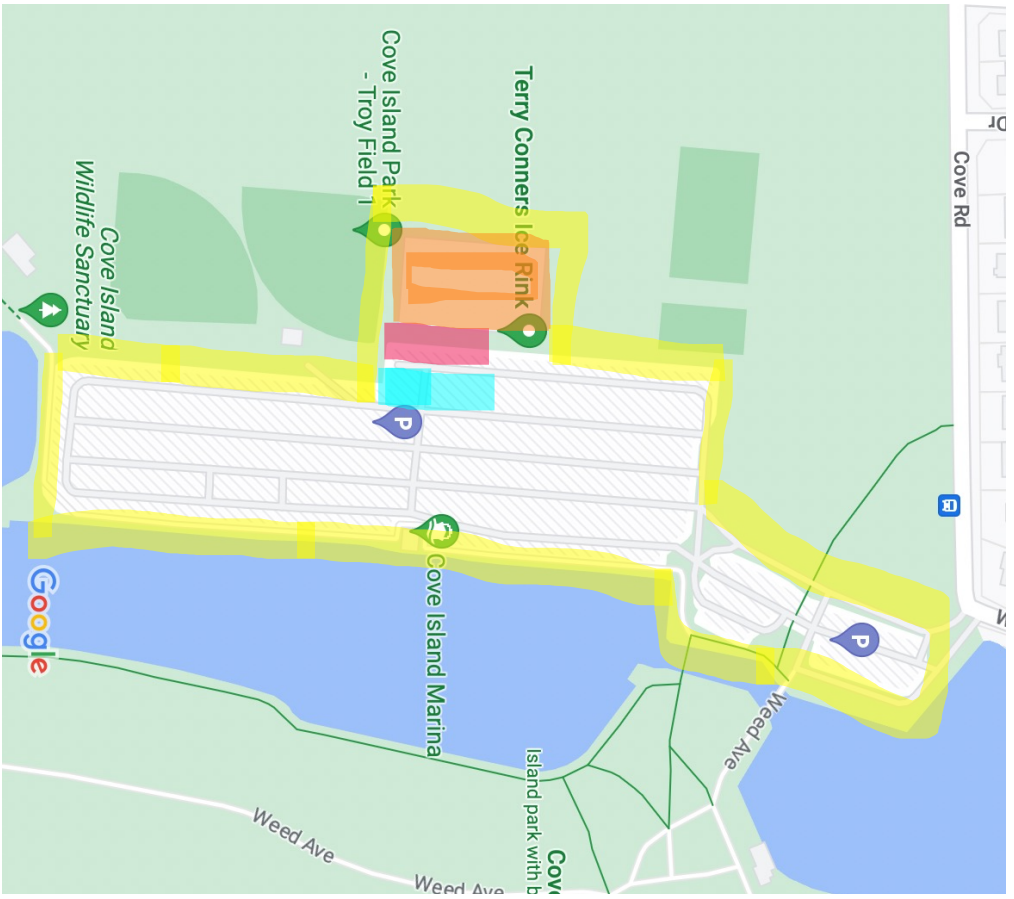 Cove Island Park
- Troy Field 1
Terry Conners Ice Rink
Cove Rd
Cove Island
Wildlife Sanctuary
P
Cove Island Marina
P
Google
Weed Ave
Weed Ave
Weed Ave
Island park with b
Cove
Dr